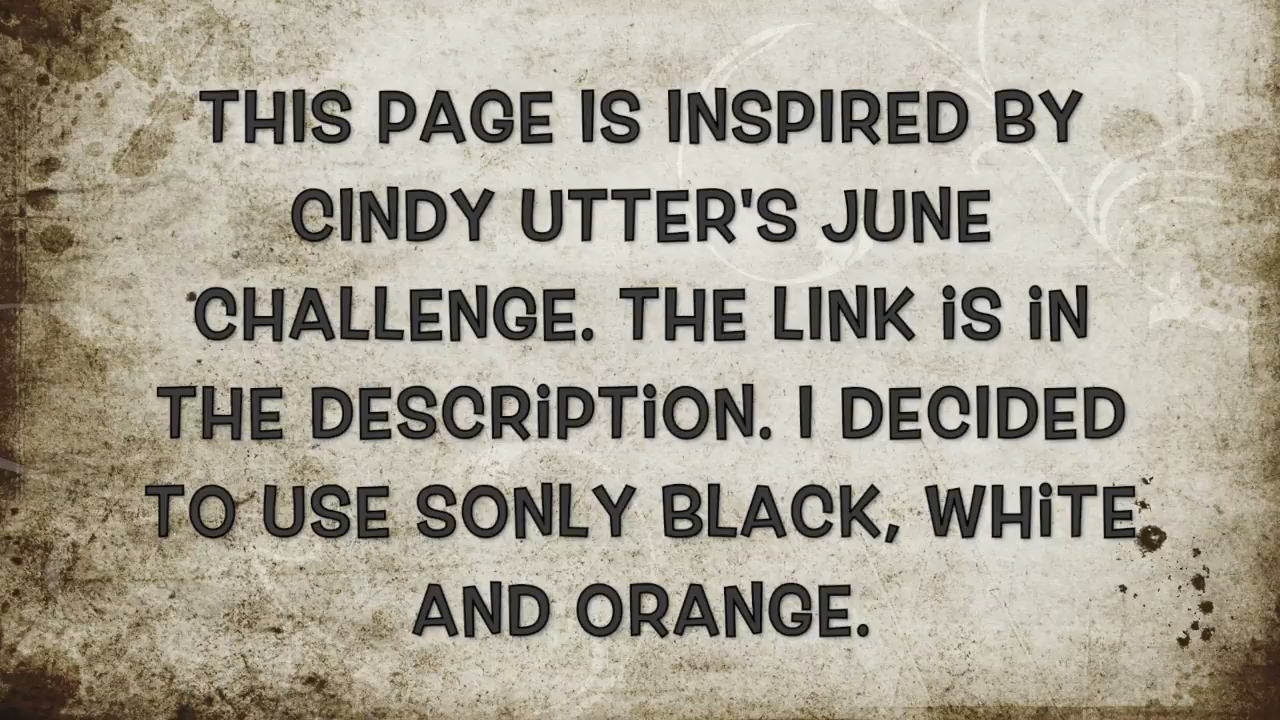 THIS PAGE IS INSPIRED BY
CINDY UTTER'S JUNE
CHALLENGE. THE LINK iS iN
THE DESCRiPTiON. I DECIDED
TO USE SONLY BLACK, WHiTE
AND ORANGE.